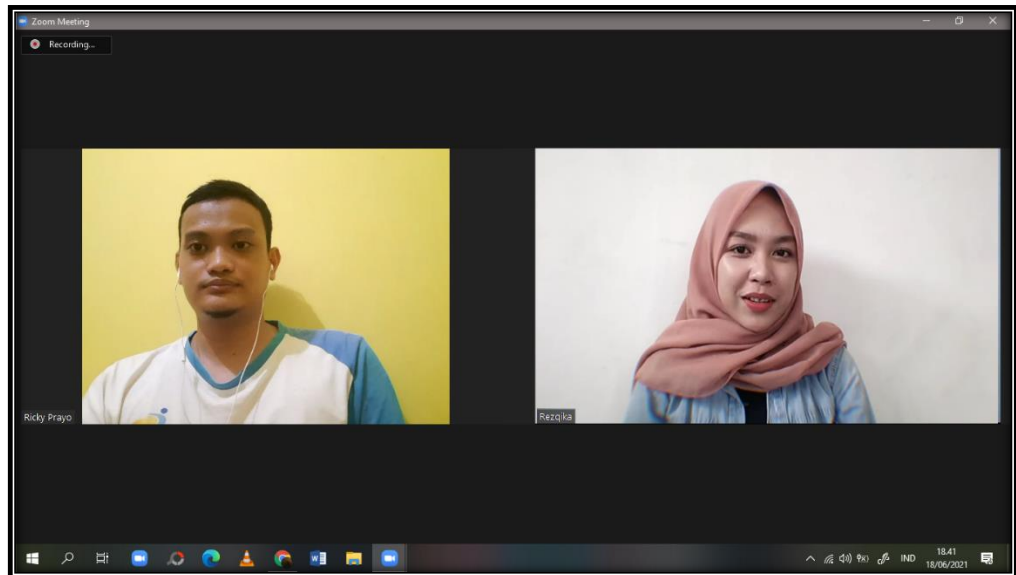 Zoom Meeting
Recording...
Ricky Prayo
Rezqika
IND
18.41
18/06/2021